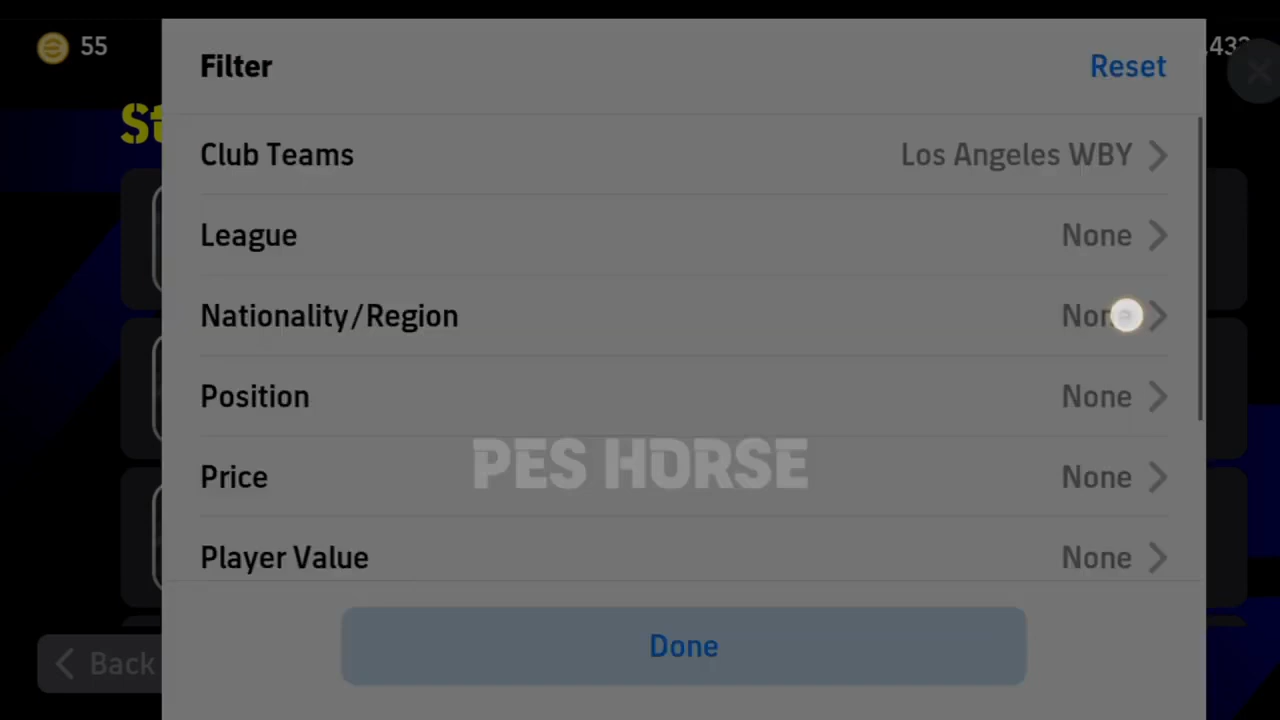 55
Filter
Reset
Club Teams
Los Angeles WBY
League
None
Nationality/Region
None
Position
None
PES HORSE
Price
None
Player Value
None
Done
Back